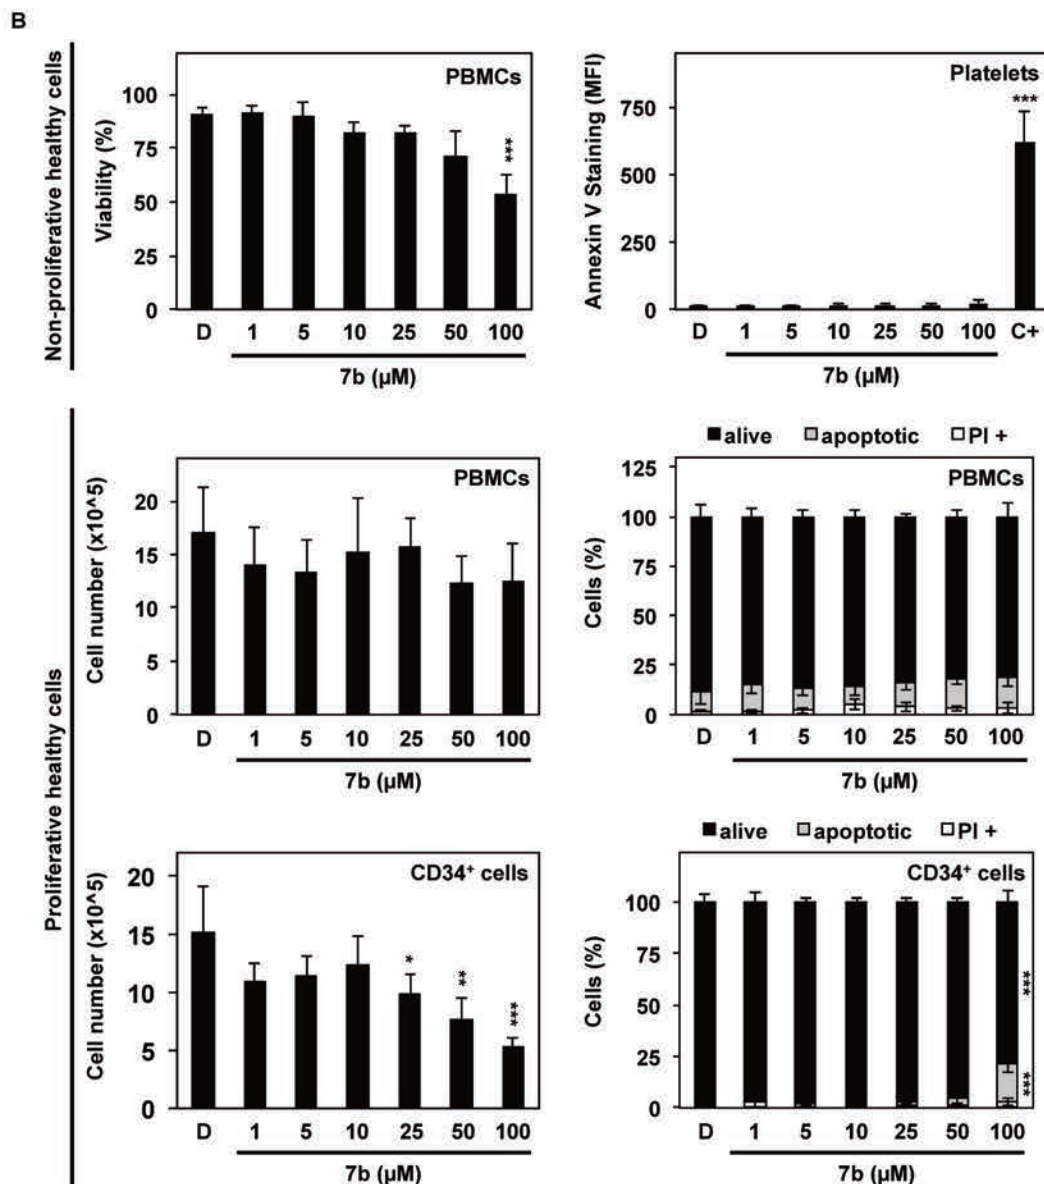 B
Non-proliferative healthy cells
PBMCs
Viability (%)
100
75
50
25
0
***
D 1 5 10 25 50 100
7b (µM)
Platelets
Annexin V Staining (MFI)
750
500
250
0
***
D 1 5 10 25 50 100 C+
7b (µM)
Proliferative healthy cells
PBMCs
Cell number (x10^5)
20
15
10
5
0
D 1 5 10 25 50 100
7b (µM)
alive apoptotic PI +
PBMCs
Cells (%)
125
100
75
50
25
0
D 1 5 10 25 50 100
7b (µM)
CD34⁺ cells
Cell number (x10^5)
20
15
10
5
0
* ** ***
D 1 5 10 25 50 100
7b (µM)
alive apoptotic PI +
CD34⁺ cells
Cells (%)
100
75
50
25
0
***
***
D 1 5 10 25 50 100
7b (µM)